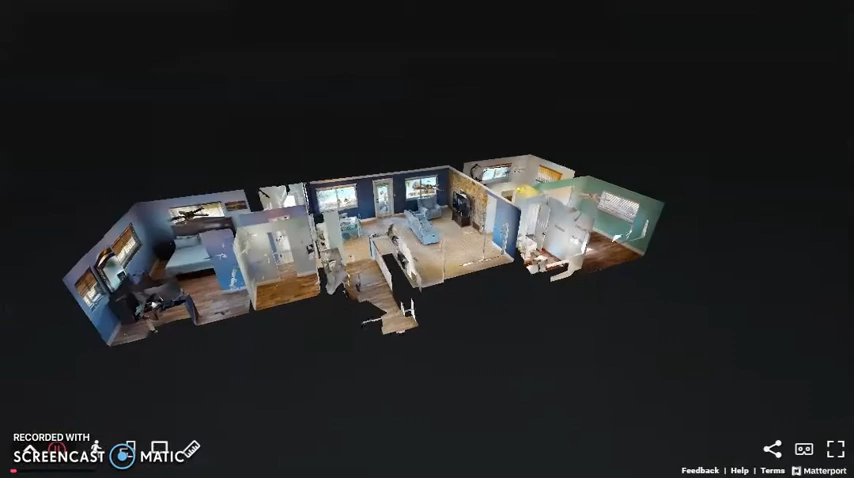 RECORDED WITH
SCREENCAST MATIC
Feedback | Help | Terms Matterport